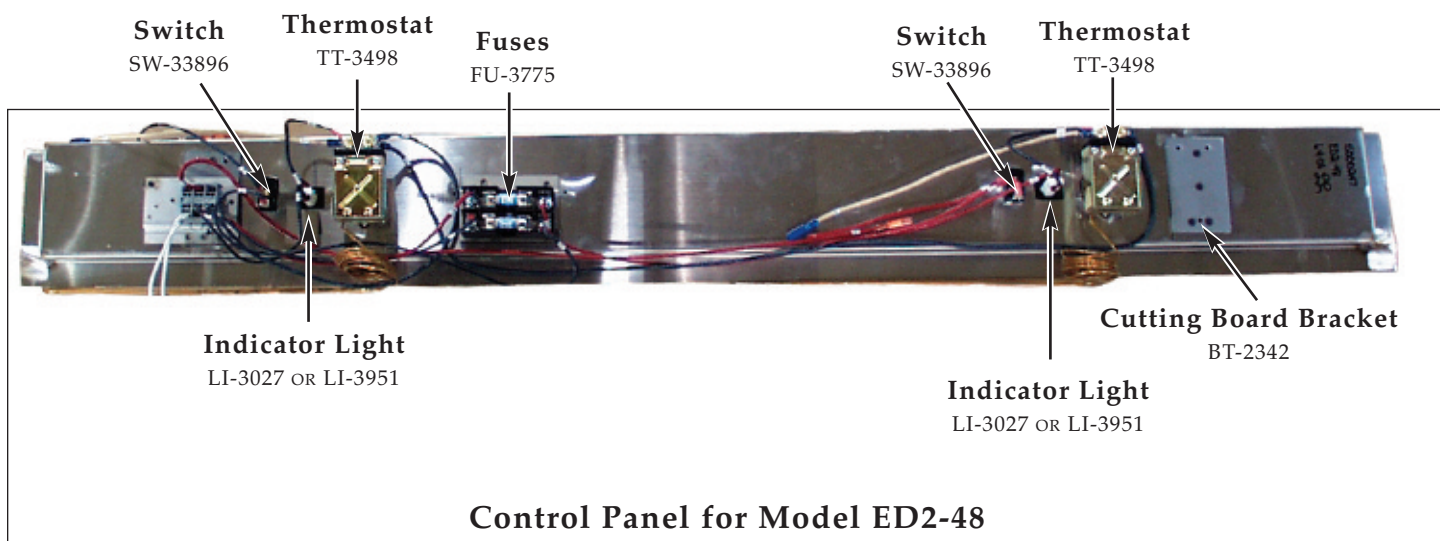 Switch
SW-33896
Thermostat
TT-3498
Fuses
FU-3775
Switch
SW-33896
Thermostat
TT-3498
ED2-48
Indicator Light
LI-3027 OR LI-3951
Cutting Board Bracket
BT-2342
Indicator Light
LI-3027 OR LI-3951
Control Panel for Model ED2-48